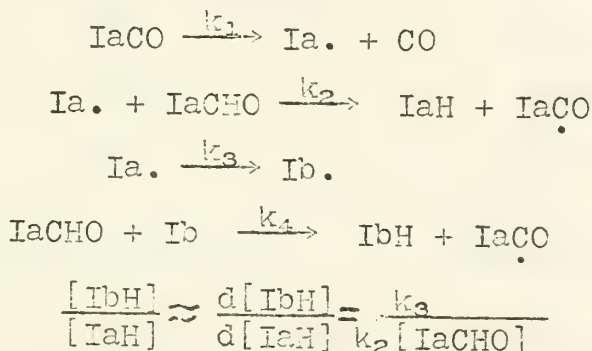 IaCO k₁→ Ia. + CO
Ia. + IaCHO k₂→ IaH + IaCO.
Ia. k₃→ Ib.
IaCHO + Ib k₄→ IbH + IaCO.
[IbH]/[IaH] ≈ d[IbH]/d[IaH] = k₃/k₂[IaCHO]